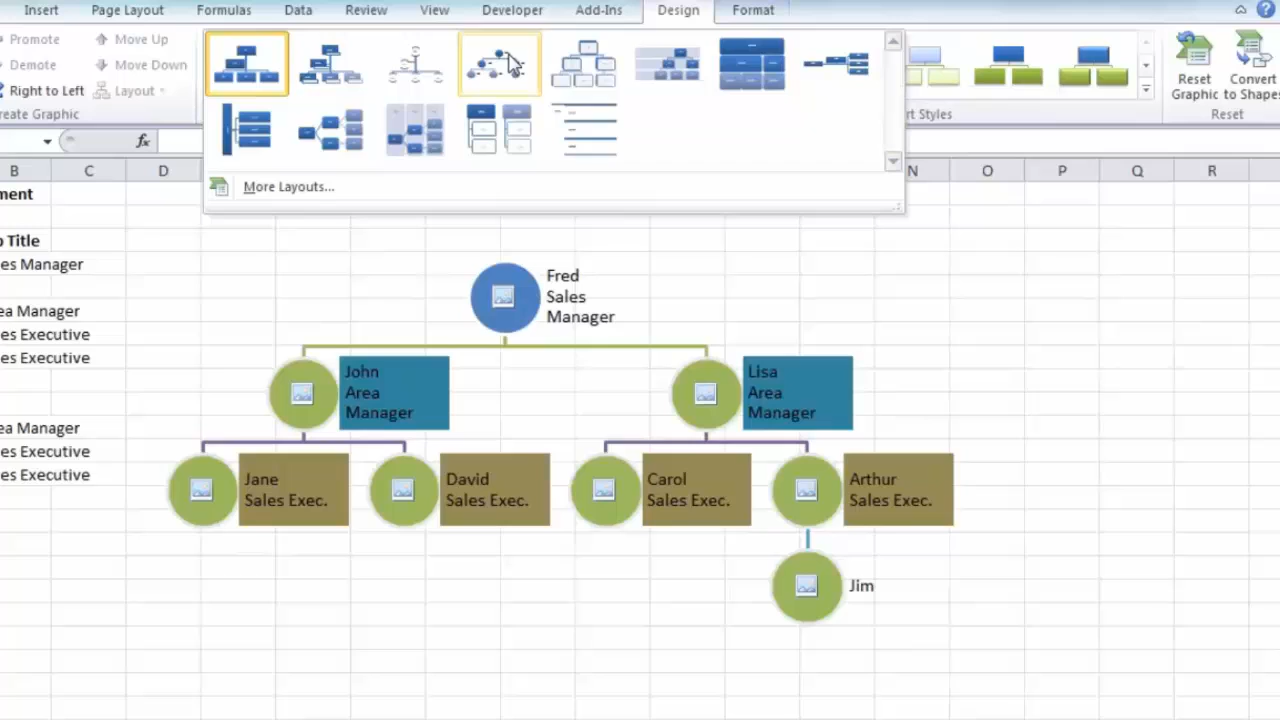 Insert Page Layout Formulas Data Review View Developer Add-Ins Design Format
Promote Move Up
Demote Move Down
Right to Left Layout
Reset Convert
Graphic to Shapes
reate Graphic
rt Styles
Reset
More Layouts...
fx
B C D N O P Q R
ment
o Title
es Manager
ea Manager
es Executive
es Executive
ea Manager
es Executive
es Executive
Fred
Sales
Manager
John
Area
Manager
Lisa
Area
Manager
Jane
Sales Exec.
David
Sales Exec.
Carol
Sales Exec.
Arthur
Sales Exec.
Jim